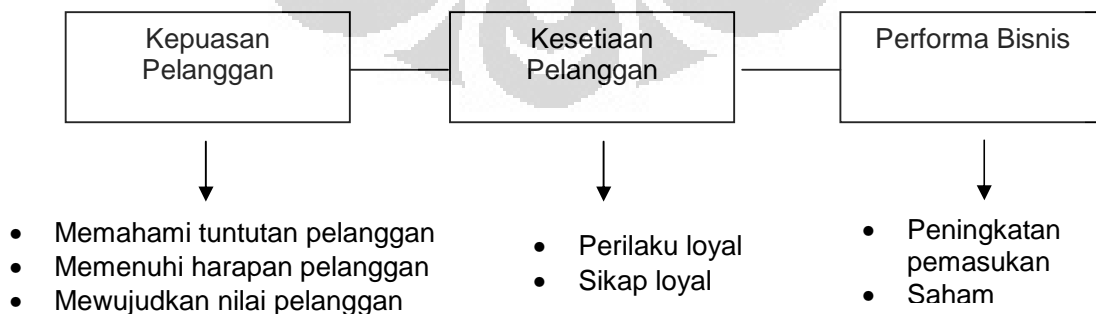 Kepuasan
Pelanggan
Kesetiaan
Pelanggan
Performa Bisnis
• Memahami tuntutan pelanggan
• Memenuhi harapan pelanggan
• Mewujudkan nilai pelanggan
• Perilaku loyal
• Sikap loyal
• Peningkatan
pemasukan
• Saham